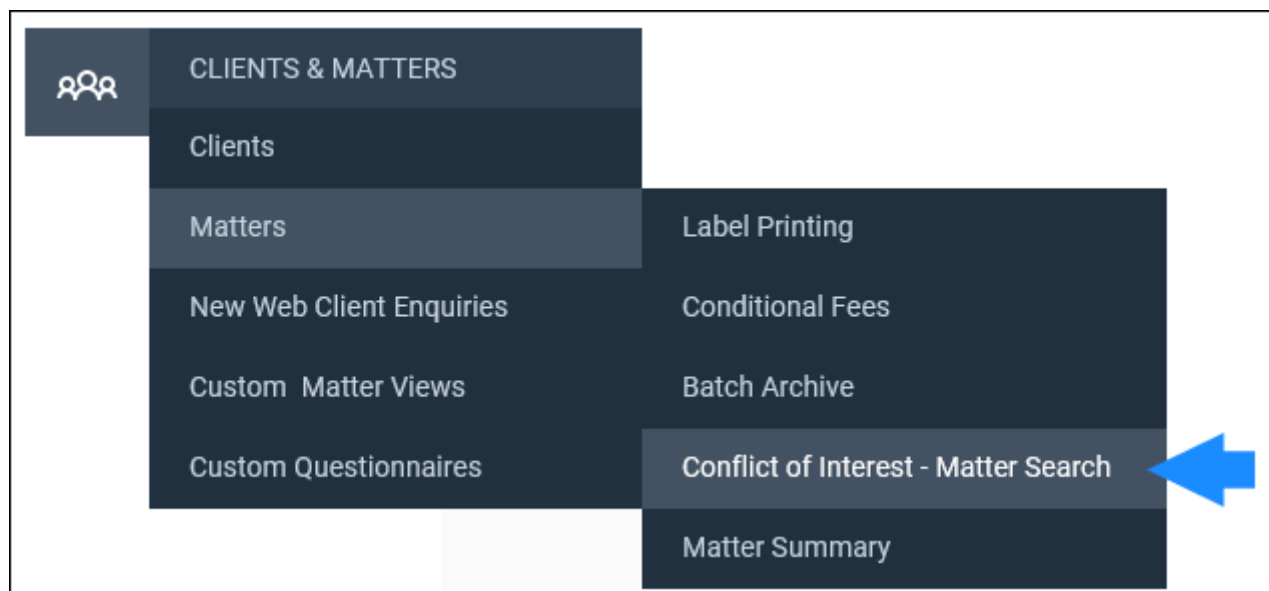 CLIENTS & MATTERS
Clients
Matters
New Web Client Enquiries
Custom  Matter Views
Custom Questionnaires
Label Printing
Conditional Fees
Batch Archive
Conflict of Interest - Matter Search
Matter Summary